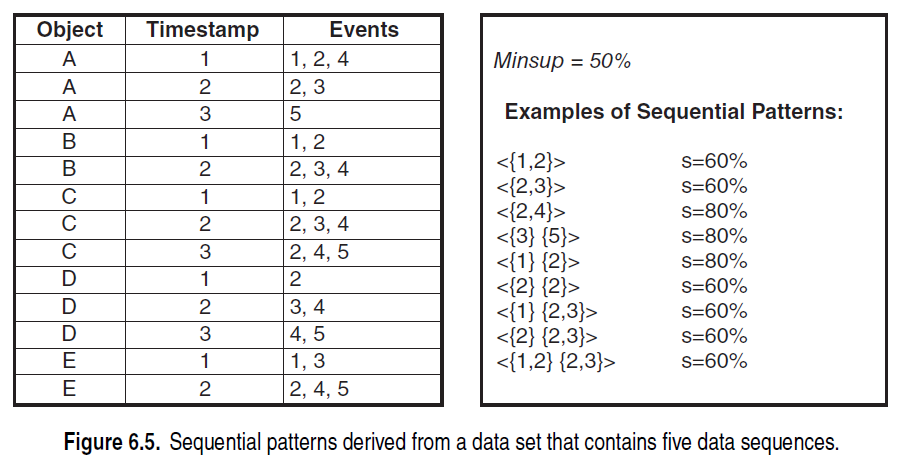 Object Timestamp Events
A 1 1, 2, 4
A 2 2, 3
A 3 5
B 1 1, 2
B 2 2, 3, 4
C 1 1, 2
C 2 2, 3, 4
C 3 2, 4, 5
D 1 2
D 2 3, 4
D 3 4, 5
E 1 1, 3
E 2 2, 4, 5
Minsup = 50%
Examples of Sequential Patterns:
<{1,2}> s=60%
<{2,3}> s=60%
<{2,4}> s=80%
<{3} {5}> s=80%
<{1} {2}> s=80%
<{2} {2}> s=60%
<{1} {2,3}> s=60%
<{2} {2,3}> s=60%
<{1,2} {2,3}> s=60%
Figure 6.5. Sequential patterns derived from a data set that contains five data sequences.